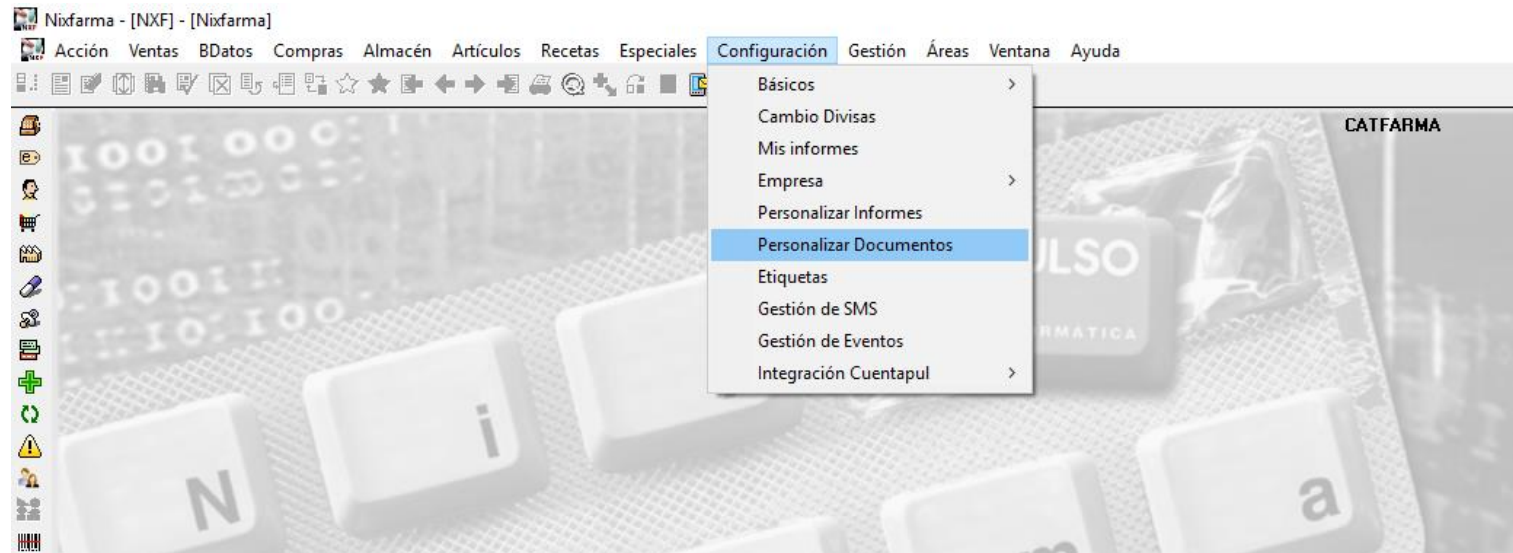 Nixfarma - [NXF] - [Nixfarma]
Acción Ventas BDatos Compras Almacén Artículos Recetas Especiales Configuración Gestión Áreas Ventana Ayuda
Básicos
Cambio Divisas
Mis informes
Empresa
Personalizar Informes
Personalizar Documentos
Etiquetas
Gestión de SMS
Gestión de Eventos
Integración Cuentapul
CATFARMA
N
i
a